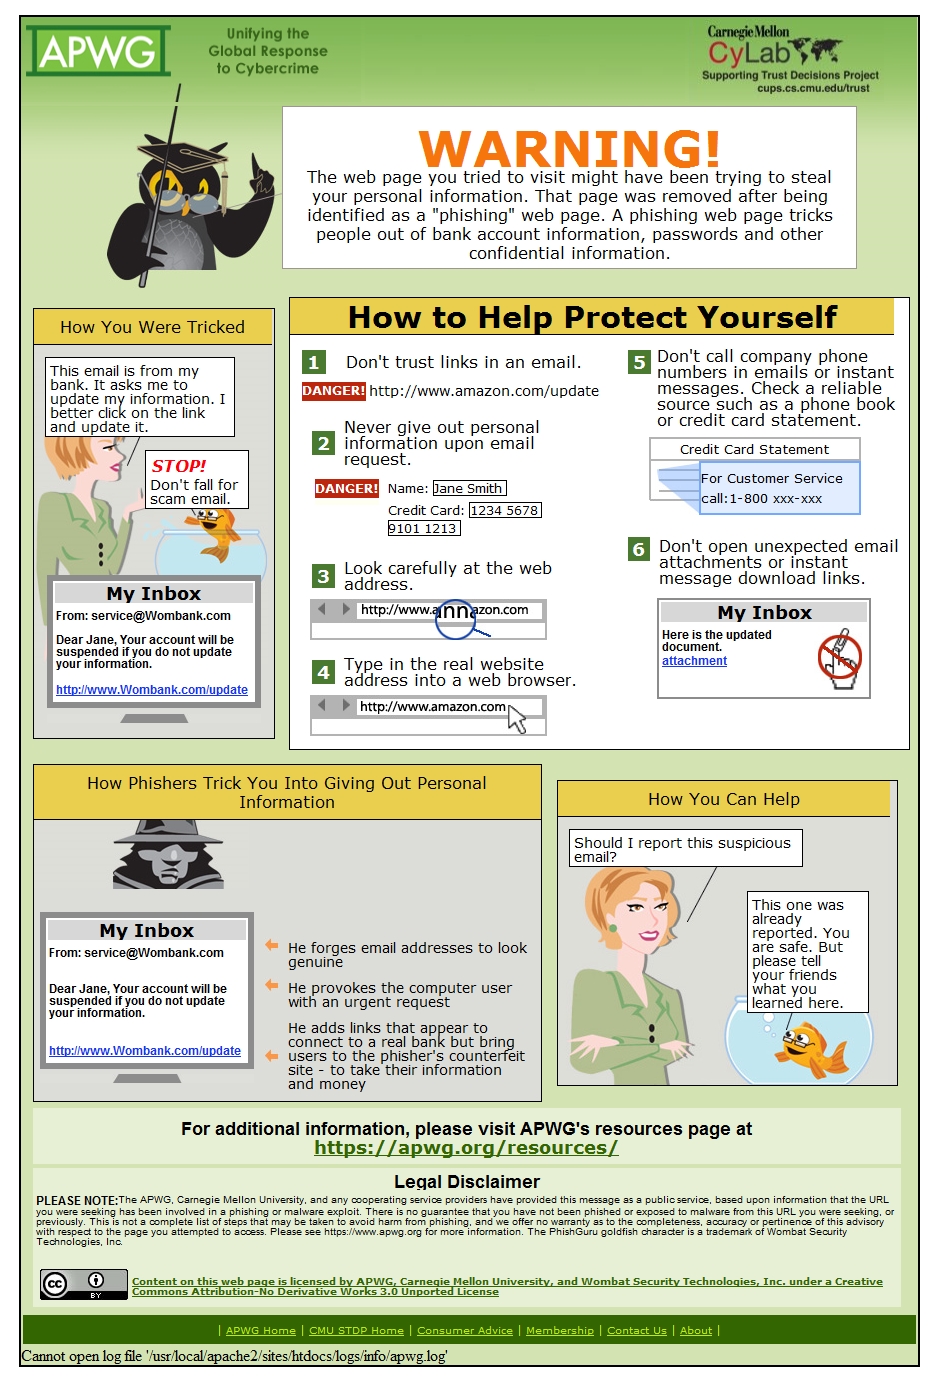 APWG
Unifying the
Global Response
to Cybercrime
Carnegie Mellon
CyLab
Supporting Trust Decisions Project
cups.cs.cmu.edu/trust
WARNING!
The web page you tried to visit might have been trying to steal
your personal information. That page was removed after being
identified as a "phishing" web page. A phishing web page tricks
people out of bank account information, passwords and other
confidential information.
How You Were Tricked
This email is from my
bank. It asks me to
update my information. I
better click on the link
and update it.
STOP!
Don't fall for
scam email.
My Inbox
From: service@Wombank.com
Dear Jane, Your account will be
suspended if you do not update
your information.
http://www.Wombank.com/update
How to Help Protect Yourself
1 Don't trust links in an email.
DANGER! http://www.amazon.com/update
2 Never give out personal
information upon email
request.
DANGER! Name: Jane Smith
Credit Card: 1234 5678
9101 1213
3 Look carefully at the web
address.
http://www.annazon.com
4 Type in the real website
address into a web browser.
http://www.amazon.com
5 Don't call company phone
numbers in emails or instant
messages. Check a reliable
source such as a phone book
or credit card statement.
Credit Card Statement
For Customer Service
call:1-800 xxx-xxx
6 Don't open unexpected email
attachments or instant
message download links.
My Inbox
Here is the updated
document.
attachment
How Phishers Trick You Into Giving Out Personal
Information
My Inbox
From: service@Wombank.com
Dear Jane, Your account will be
suspended if you do not update
your information.
http://www.Wombank.com/update
He forges email addresses to look
genuine
He provokes the computer user
with an urgent request
He adds links that appear to
connect to a real bank but bring
users to the phisher's counterfeit
site - to take their information
and money
How You Can Help
Should I report this suspicious
email?
This one was
already
reported. You
are safe. But
please tell
your friends
what you
learned here.
For additional information, please visit APWG's resources page at
https://apwg.org/resources/
Legal Disclaimer
PLEASE NOTE:The APWG, Carnegie Mellon University, and any cooperating service providers have provided this message as a public service, based upon information that the URL
you were seeking has been involved in a phishing or malware exploit. There is no guarantee that you have not been phished or exposed to malware from this URL you were seeking, or
previously. This is not a complete list of steps that may be taken to avoid harm from phishing, and we offer no warranty as to the completeness, accuracy or pertinence of this advisory
with respect to the page you attempted to access. Please see https://www.apwg.org for more information. The PhishGuru goldfish character is a trademark of Wombat Security
Technologies, Inc.
cc BY
Content on this web page is licensed by APWG, Carnegie Mellon University, and Wombat Security Technologies, Inc. under a Creative
Commons Attribution-No Derivative Works 3.0 Unported License
| APWG Home | CMU STDP Home | Consumer Advice | Membership | Contact Us | About |
Cannot open log file '/usr/local/apache2/sites/htdocs/logs/info/apwg.log'